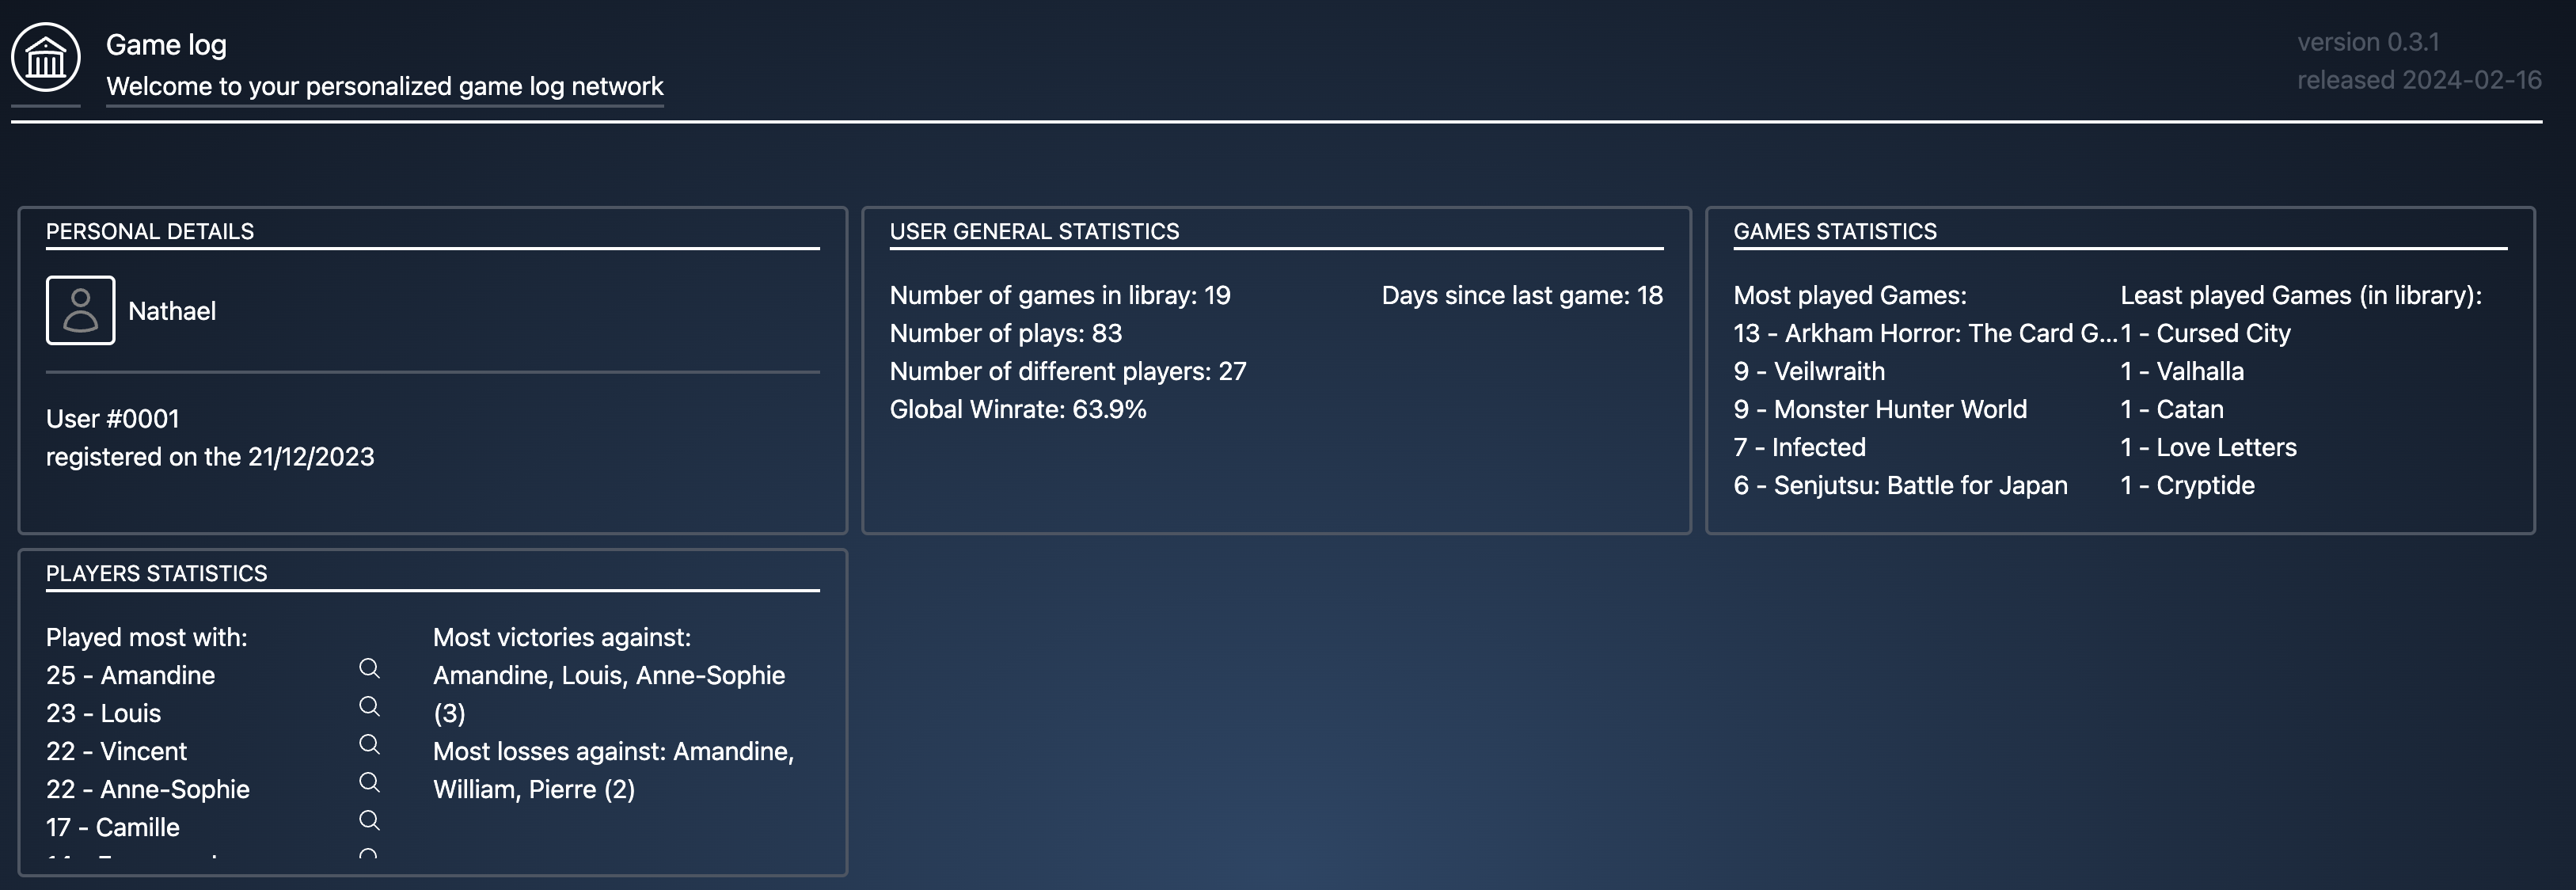 Game log
Welcome to your personalized game log network
version 0.3.1
released 2024-02-16
PERSONAL DETAILS
Nathael
User #0001
registered on the 21/12/2023
USER GENERAL STATISTICS
Number of games in libray: 19
Number of plays: 83
Number of different players: 27
Global Winrate: 63.9%
Days since last game: 18
GAMES STATISTICS
Most played Games:
13 - Arkham Horror: The Card G...
9 - Veilwraith
9 - Monster Hunter World
7 - Infected
6 - Senjutsu: Battle for Japan
Least played Games (in library):
1 - Cursed City
1 - Valhalla
1 - Catan
1 - Love Letters
1 - Cryptide
PLAYERS STATISTICS
Played most with:
25 - Amandine
23 - Louis
22 - Vincent
22 - Anne-Sophie
17 - Camille
Most victories against:
Amandine, Louis, Anne-Sophie
(3)
Most losses against: Amandine,
William, Pierre (2)